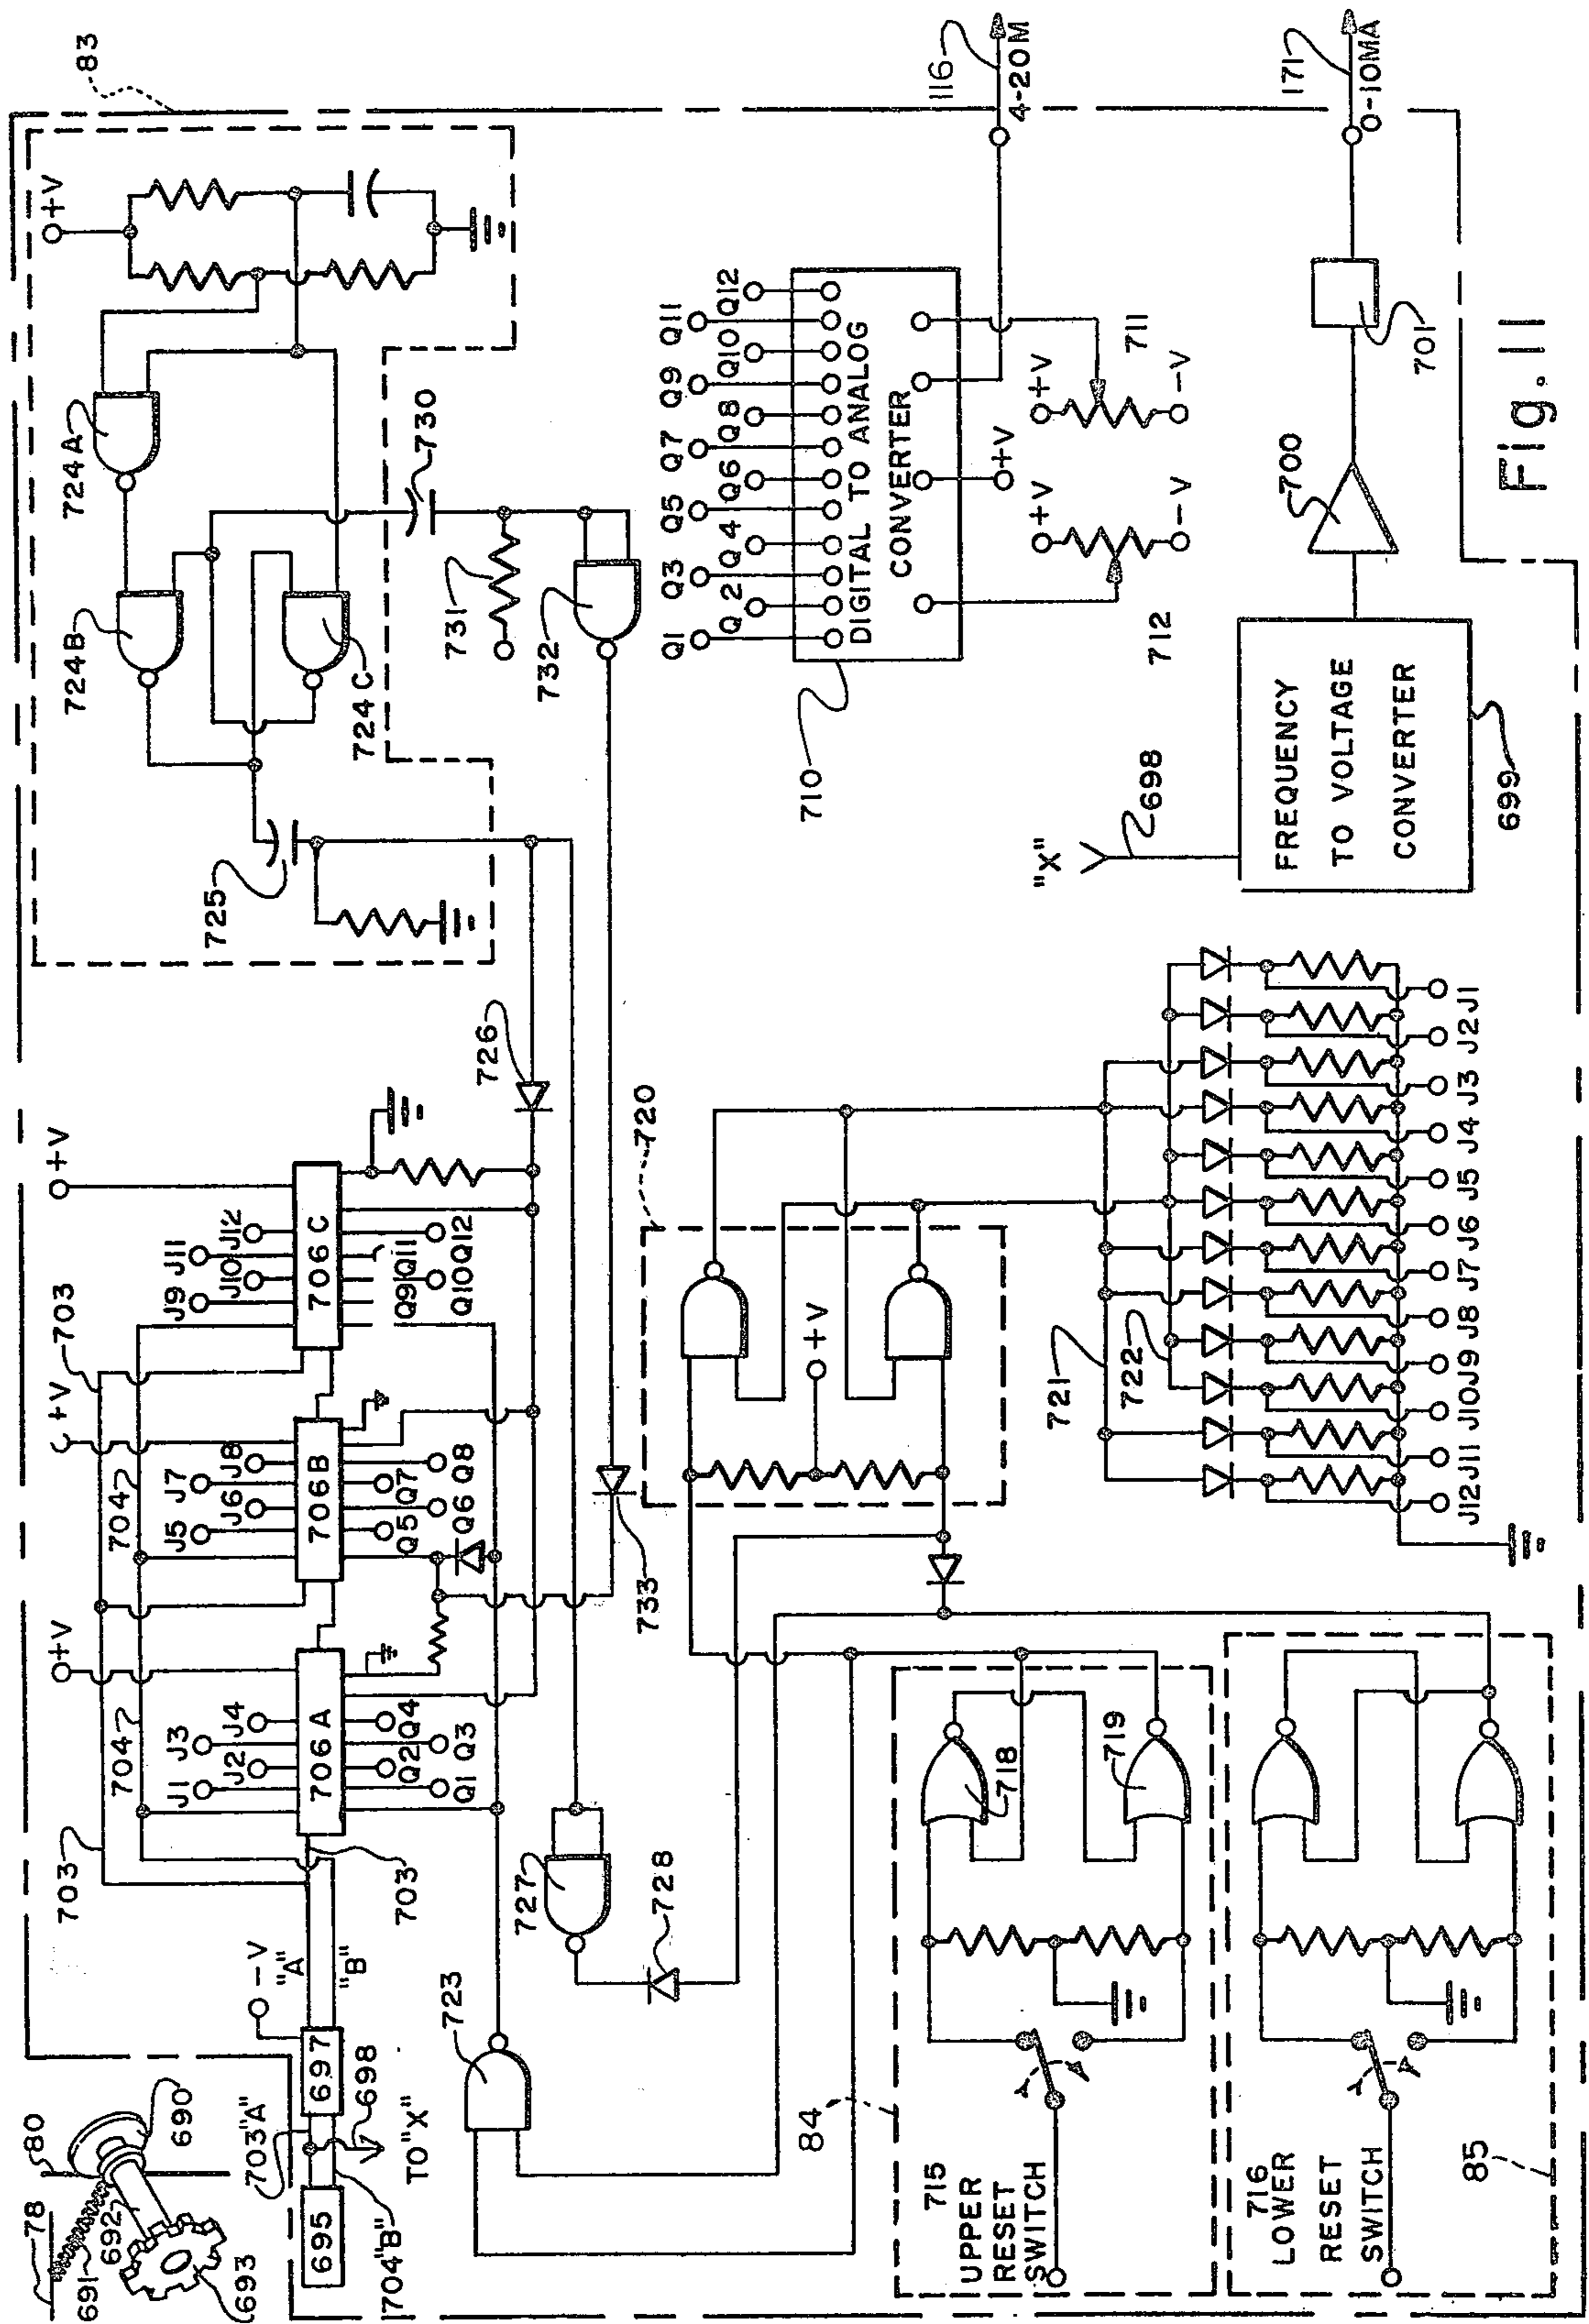 83
+V
724A
724B
724C
725
730
731
732
726
+V
703
+V
704
+V
703
704
703
J9
J10
J11
J12
706C
Q9
Q10
Q11
Q12
J5
J6
J7
J8
706B
Q5
Q6
Q7
Q8
J1
J2
J3
J4
706A
Q1
Q2
Q3
Q4
-V
"A"
"B"
697
698
TO "X"
703"A"
704"B"
695
80
78
690
691
692
693
723
727
728
733
720
+V
721
722
J12
J11
J10
J9
J8
J7
J6
J5
J4
J3
J2
J1
84
715
UPPER
RESET
SWITCH
718
719
716
LOWER
RESET
SWITCH
85
Q1
Q2
Q3
Q4
Q5
Q6
Q7
Q8
Q9
Q10
Q11
Q12
DIGITAL TO ANALOG
CONVERTER
710
+V
+V
-V
712
+V
-V
711
116
4-20M
"X"
698
FREQUENCY
TO VOLTAGE
CONVERTER
699
700
701
171
0-10MA
Fig.11